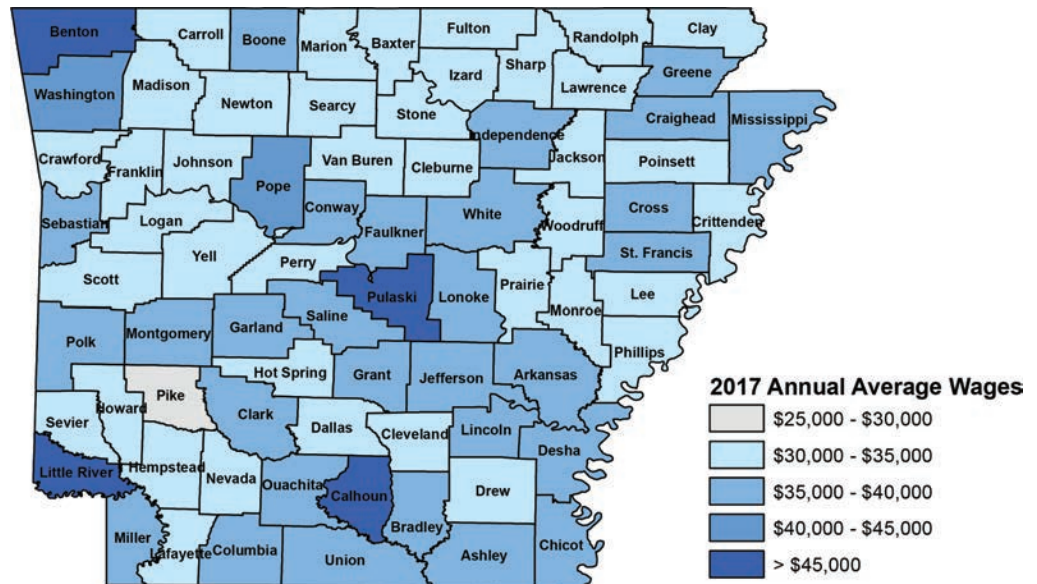 Benton
Carroll
Boone
Marion
Baxter
Fulton
Randolph
Clay
Sharp
Izard
Greene
Lawrence
Washington
Madison
Newton
Searcy
Stone
Independence
Craighead
Mississippi
Crawford
Franklin
Johnson
Pope
Van Buren
Cleburne
Jackson
Poinsett
Sebastian
Logan
Conway
Faulkner
White
Woodruff
Cross
Crittenden
Scott
Yell
Perry
Pulaski
Lonoke
Prairie
St. Francis
Lee
Monroe
Phillips
Polk
Montgomery
Garland
Saline
Hot Spring
Grant
Jefferson
Arkansas
Sevier
Howard
Pike
Clark
Dallas
Cleveland
Lincoln
Desha
Little River
Hempstead
Nevada
Ouachita
Calhoun
Bradley
Drew
Miller
Lafayette
Columbia
Union
Ashley
Chicot
2017 Annual Average Wages
$25,000 - $30,000
$30,000 - $35,000
$35,000 - $40,000
$40,000 - $45,000
> $45,000